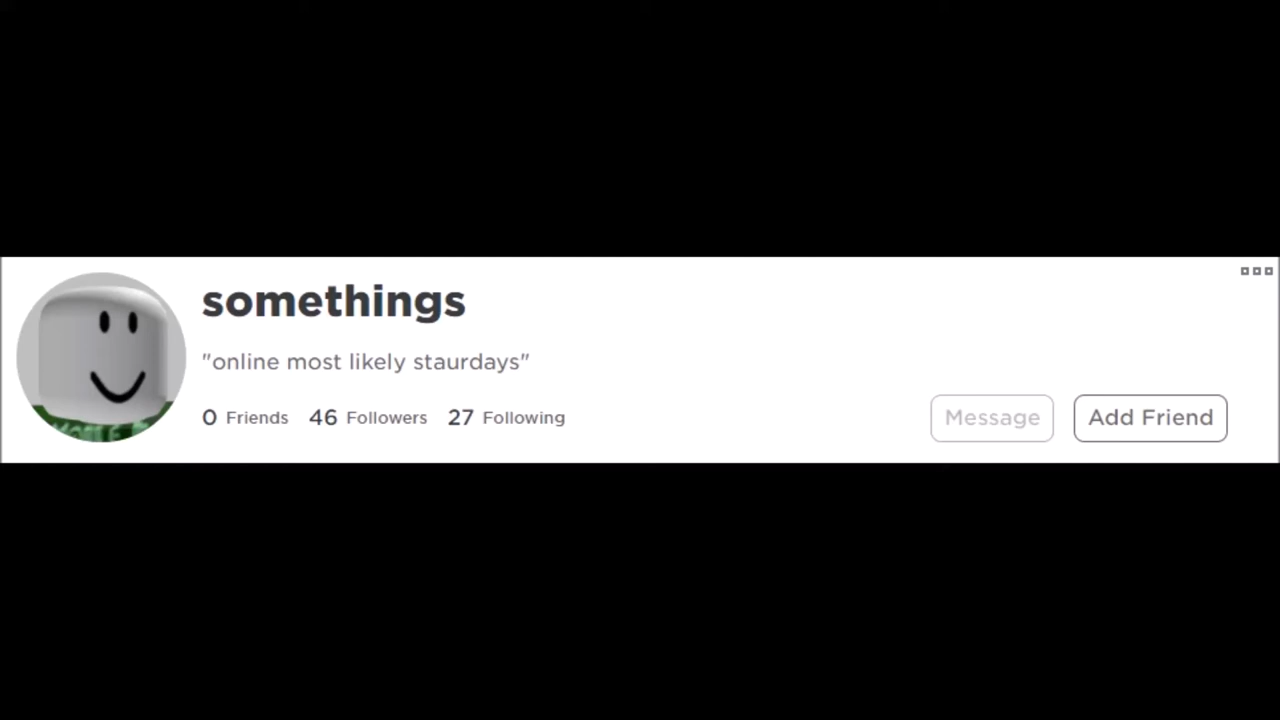 somethings
"online most likely staurdays"
0 Friends 46 Followers 27 Following
Message Add Friend